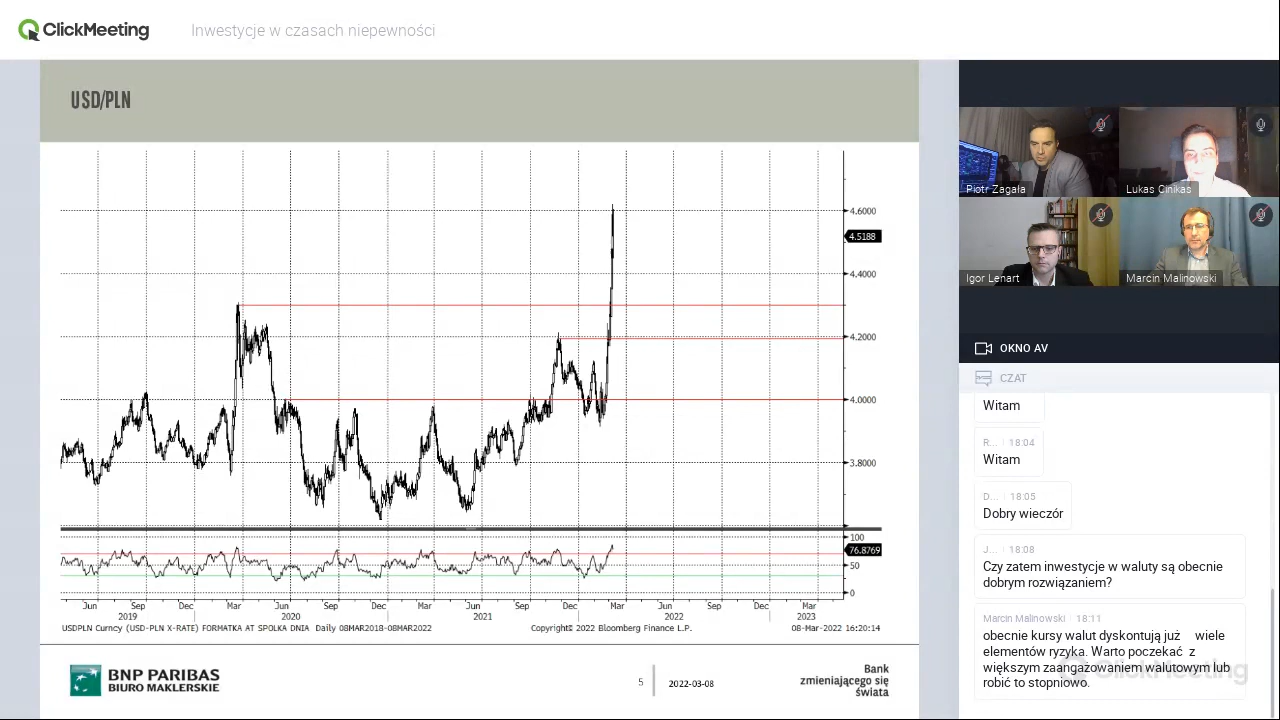 ClickMeeting
Inwestycje w czasach niepewności
USD/PLN
4.6000
4.5188
4.4000
4.2000
4.0000
3.8000
100
76.8769
50
0
Jun Sep Dec Mar Jun Sep Dec Mar Jun Sep Dec Mar Jun Sep Dec Mar
2019 2020 2021 2022 2023
USDPLN Curncy (USD-PLN X-RATE) FORMATKA AT SPOLKA DNIA Daily 08MAR2018-08MAR2022
Copyright© 2022 Bloomberg Finance L.P.
08-Mar-2022 16:20:14
BNP PARIBAS
BIURO MAKLERSKIE
5
2022-03-08
Bank
zmieniającego się
świata
Piotr Zagała
Lukas Cinikas
Igor Lenart
Marcin Malinowski
OKNO AV
CZAT
Witam
R... 18:04
Witam
D... 18:05
Dobry wieczór
J... 18:08
Czy zatem inwestycje w waluty są obecnie
dobrym rozwiązaniem?
Marcin Malinowski 18:11
obecnie kursy walut dyskontują już wiele
elementów ryzyka. Warto poczekać z
większym zaangażowaniem walutowym lub
robić to stopniowo.
ClickMeeting